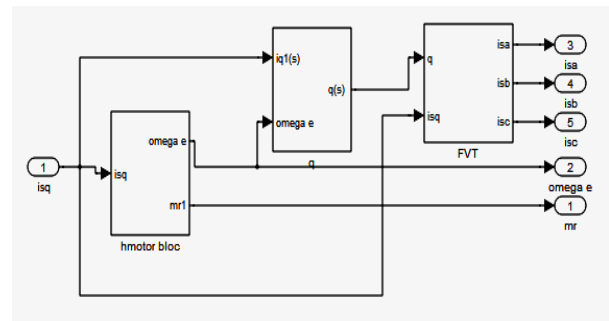 1
isq
isq
omega e
mr1
hmotor bloc
iq1(s)
omega e
q(s)
q
q
isq
isa
isb
isc
FVT
3
isa
4
isb
5
isc
2
omega e
1
mr